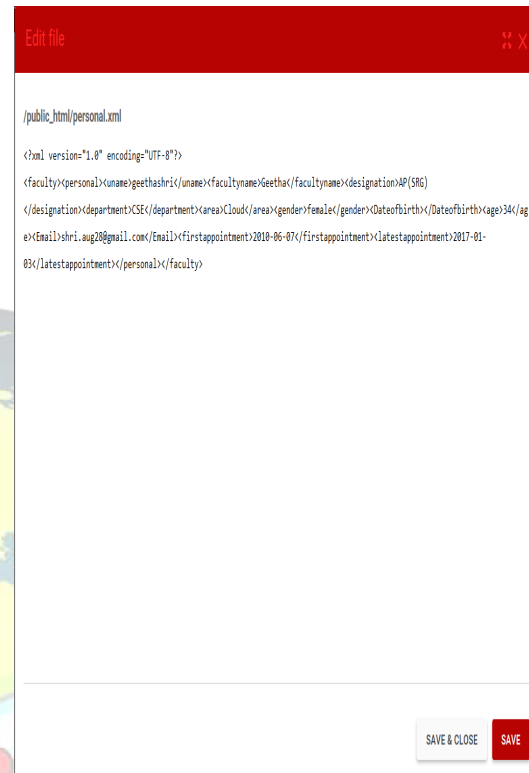 Edit file
/public_html/personal.xml
<?xml version="1.0" encoding="UTF-8"?>
<faculty><personal><uname>geethashri</uname><facultyname>Geetha</facultyname><designation>AP(SRG)
</designation><department>CSE</department><area>Cloud</area><gender>female</gender><Dateofbirth></Dateofbirth><age>34</ag
e><Email>shri.aug28@gmail.com</Email><firstappointment>2010-06-07</firstappointment><latestappointment>2017-01-
03</latestappointment></personal></faculty>
SAVE & CLOSE SAVE